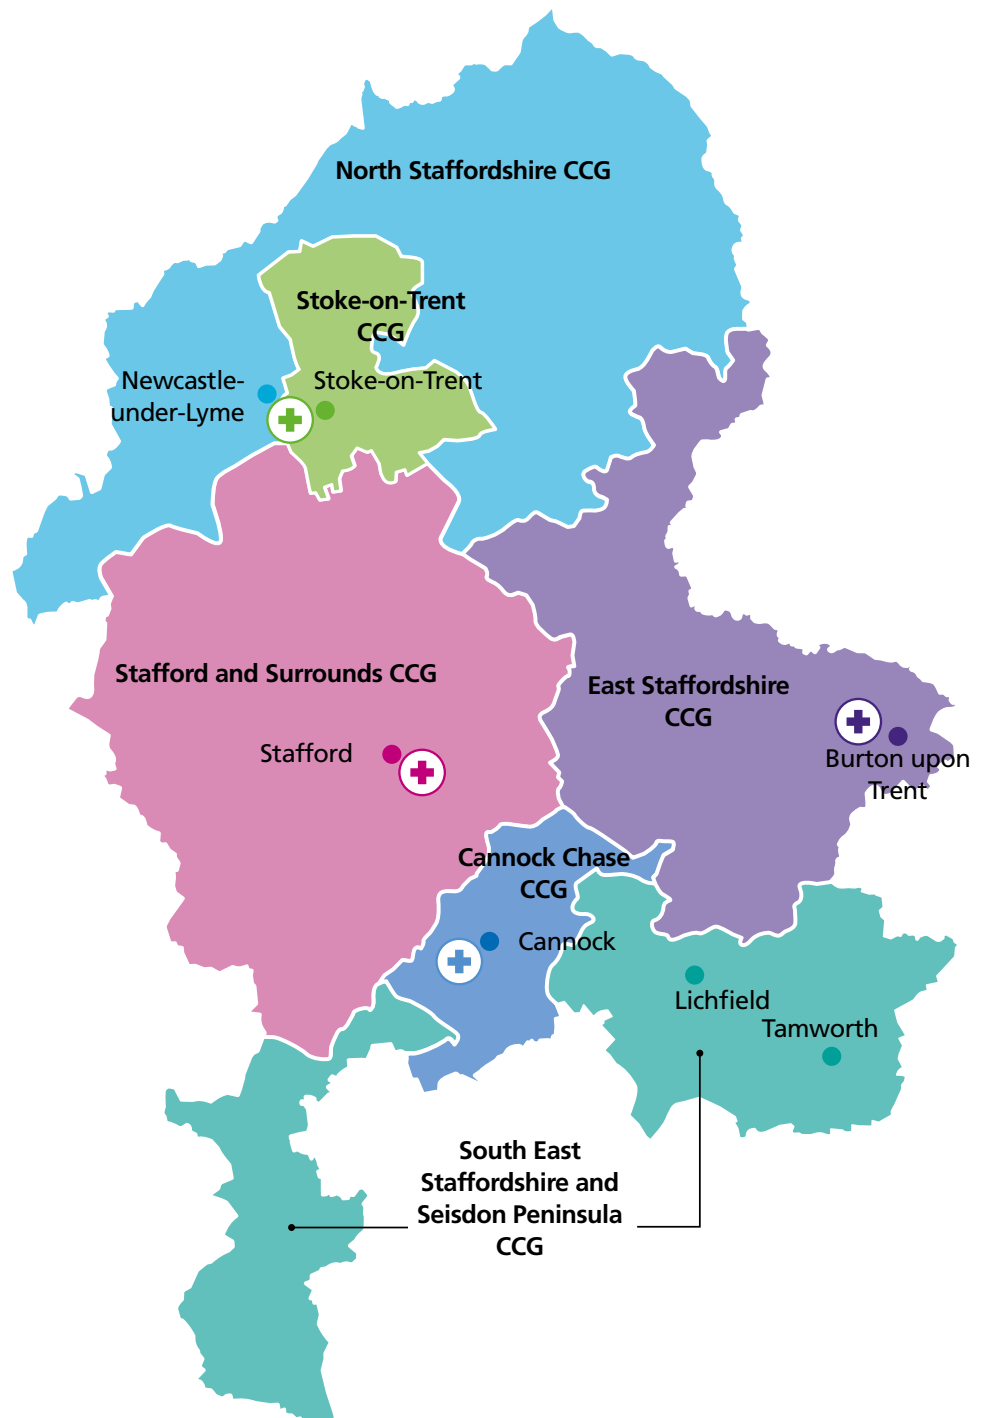 North Staffordshire CCG
Stoke-on-Trent
CCG
Newcastle-
under-Lyme
Stoke-on-Trent
Stafford and Surrounds CCG
East Staffordshire
CCG
Stafford
Burton upon
Trent
Cannock Chase
CCG
Cannock
Lichfield
Tamworth
South East
Staffordshire and
Seisdon Peninsula
CCG